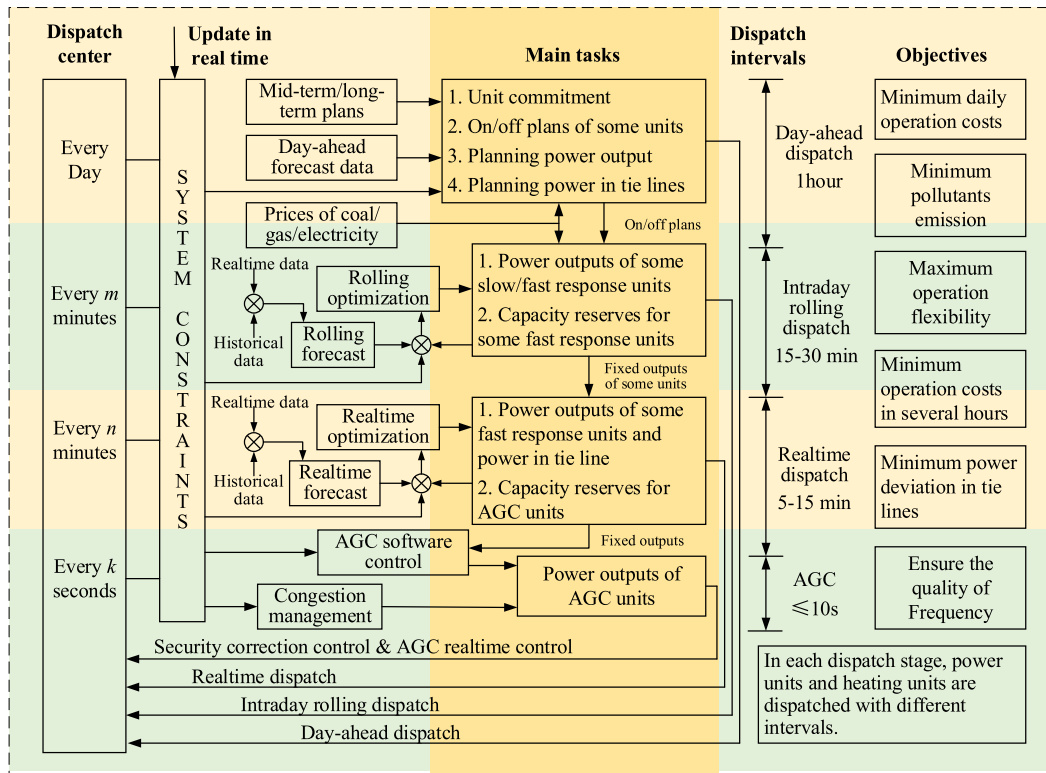 Dispatch
center
Update in
real time
Main tasks
Dispatch
intervals
Objectives
Every
Day
Every m
minutes
Every n
minutes
Every k
seconds
SYSTEM CONSTRAINTS
Mid-term/long-
term plans
Day-ahead
forecast data
Prices of coal/
gas/electricity
1. Unit commitment
2. On/off plans of some units
3. Planning power output
4. Planning power in tie lines
On/off plans
Realtime data
Historical
data
Rolling
optimization
Rolling
forecast
1. Power outputs of some
slow/fast response units
2. Capacity reserves for
some fast response units
Fixed outputs
of some units
Realtime data
Historical
data
Realtime
optimization
Realtime
forecast
1. Power outputs of some
fast response units and
power in tie line
2. Capacity reserves for
AGC units
Fixed outputs
AGC software
control
Congestion
management
Power outputs of
AGC units
Security correction control & AGC realtime control
Realtime dispatch
Intraday rolling dispatch
Day-ahead dispatch
Day-ahead
dispatch
1hour
Intraday
rolling
dispatch
15-30 min
Realtime
dispatch
5-15 min
AGC
≤10s
Minimum daily
operation costs
Minimum
pollutants
emission
Maximum
operation
flexibility
Minimum
operation costs
in several hours
Minimum power
deviation in tie
lines
Ensure the
quality of
Frequency
In each dispatch stage, power
units and heating units are
dispatched with different
intervals.